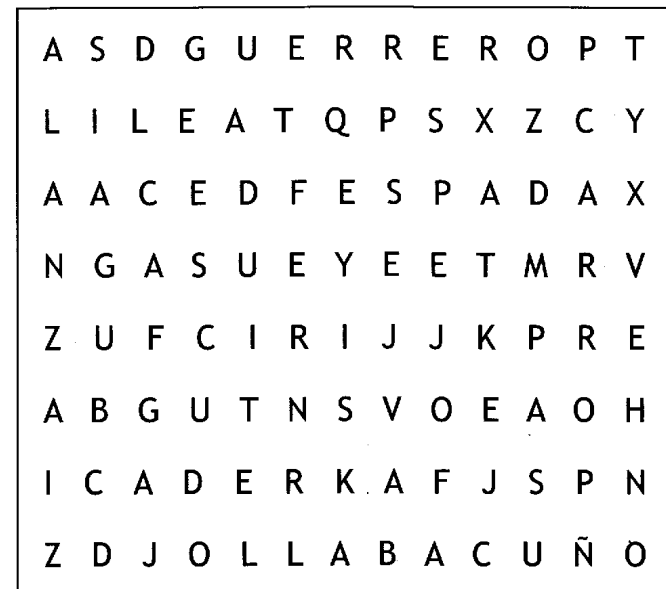 A S D G U E R R E R O P T
L I L E A T Q P S X Z C Y
A A C E D F E S P A D A X
N G A S U E Y E E T M R V
Z U F C I R I J J K P R E
A B G U T N S V O E A O H
I C A D E R K A F J S P N
Z D J O L L A B A C U Ñ O